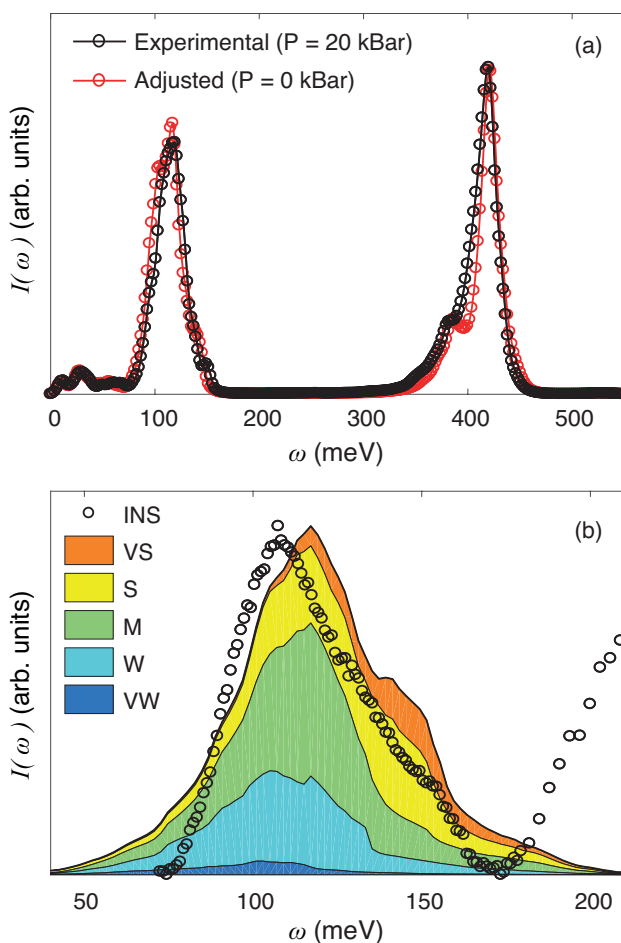 (a)
Experimental (P = 20 kBar)
Adjusted (P = 0 kBar)
I(ω) (arb. units)
0 100 200 300 400 500
ω (meV)
(b)
INS
VS
S
M
W
VW
I(ω) (arb. units)
50 100 150 200
ω (meV)